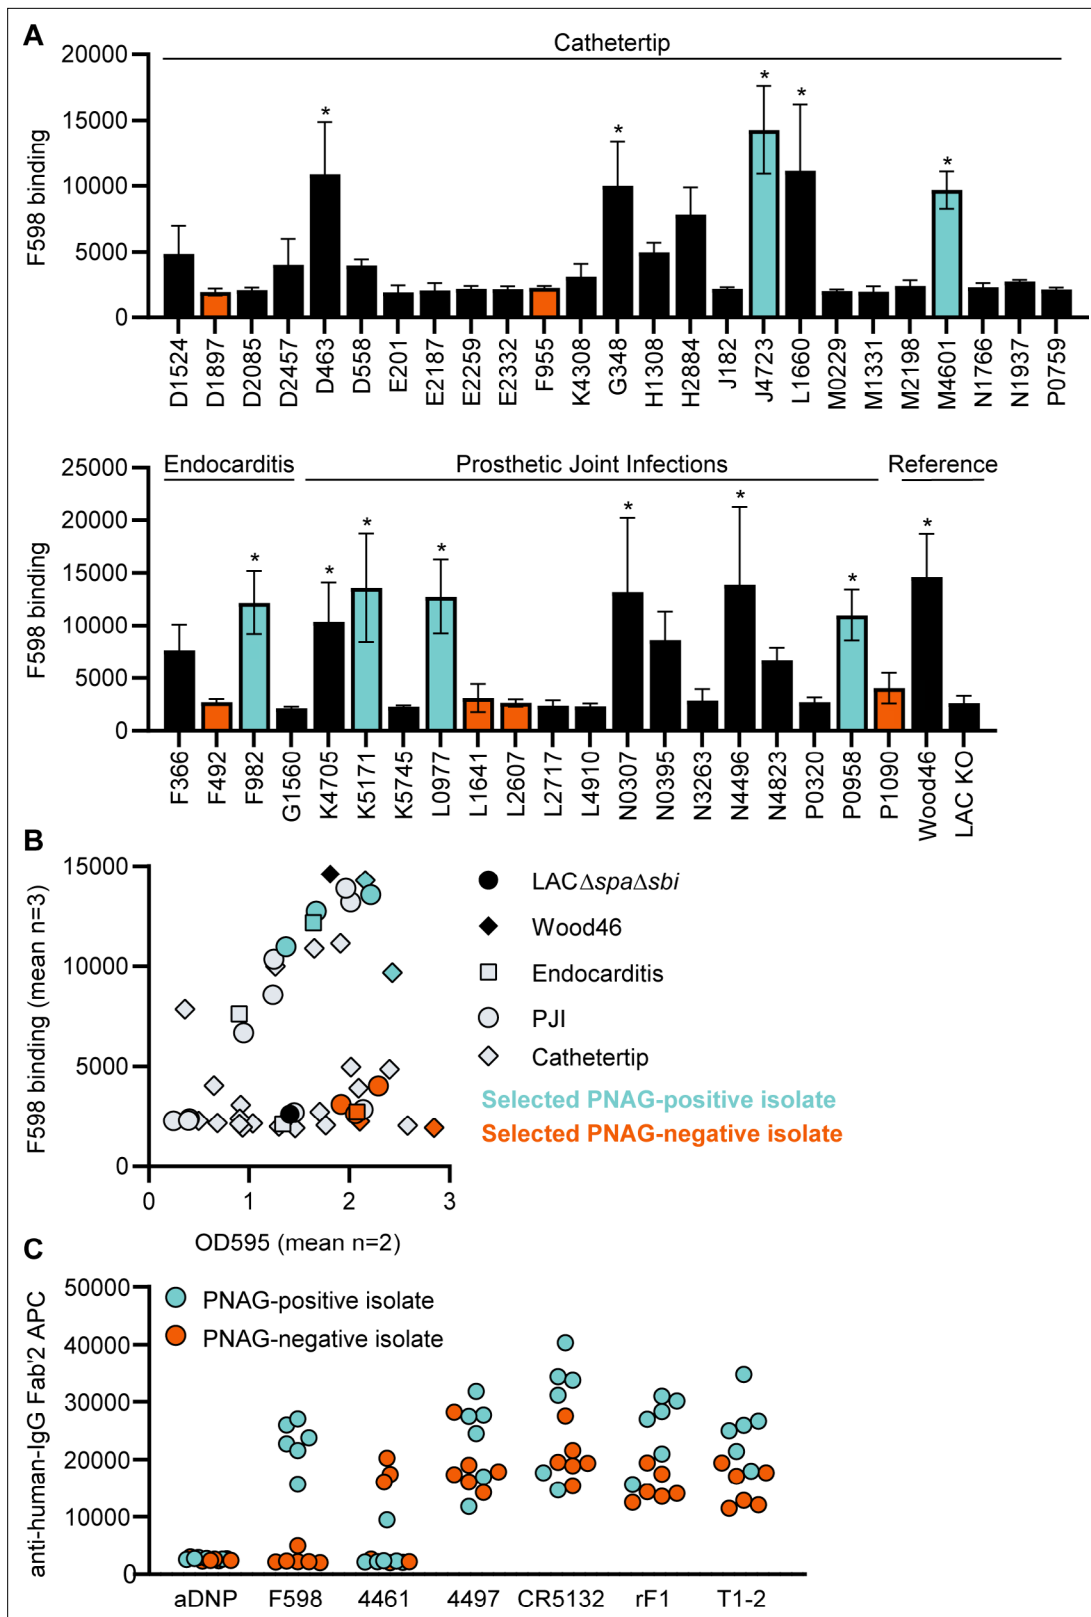 A
Cathetertip
F598 binding
20000
15000
10000
5000
0
* * * * *
D1524 D1897 D2085 D2457 D463 D558 E201 E2187 E2259 E2332 F955 K4308 G348 H1308 H2884 J182 J4723 L1660 M0229 M1331 M2198 M4601 N1766 N1937 P0759
Endocarditis Prosthetic Joint Infections Reference
F598 binding
25000
20000
15000
10000
5000
0
* * * * * * * *
F366 F492 F982 G1560 K4705 K5171 K5745 L0977 L1641 L2607 L2717 L4910 N0307 N0395 N3263 N4496 N4823 P0320 P0958 P1090 Wood46 LAC KO
B
F598 binding (mean n=3)
15000
10000
5000
0
0 1 2 3
OD595 (mean n=2)
LACΔspaΔsbi
Wood46
Endocarditis
PJI
Cathetertip
Selected PNAG-positive isolate
Selected PNAG-negative isolate
C
anti-human-IgG Fab'2 APC
50000
40000
30000
20000
10000
0
PNAG-positive isolate
PNAG-negative isolate
aDNP F598 4461 4497 CR5132 rF1 T1-2